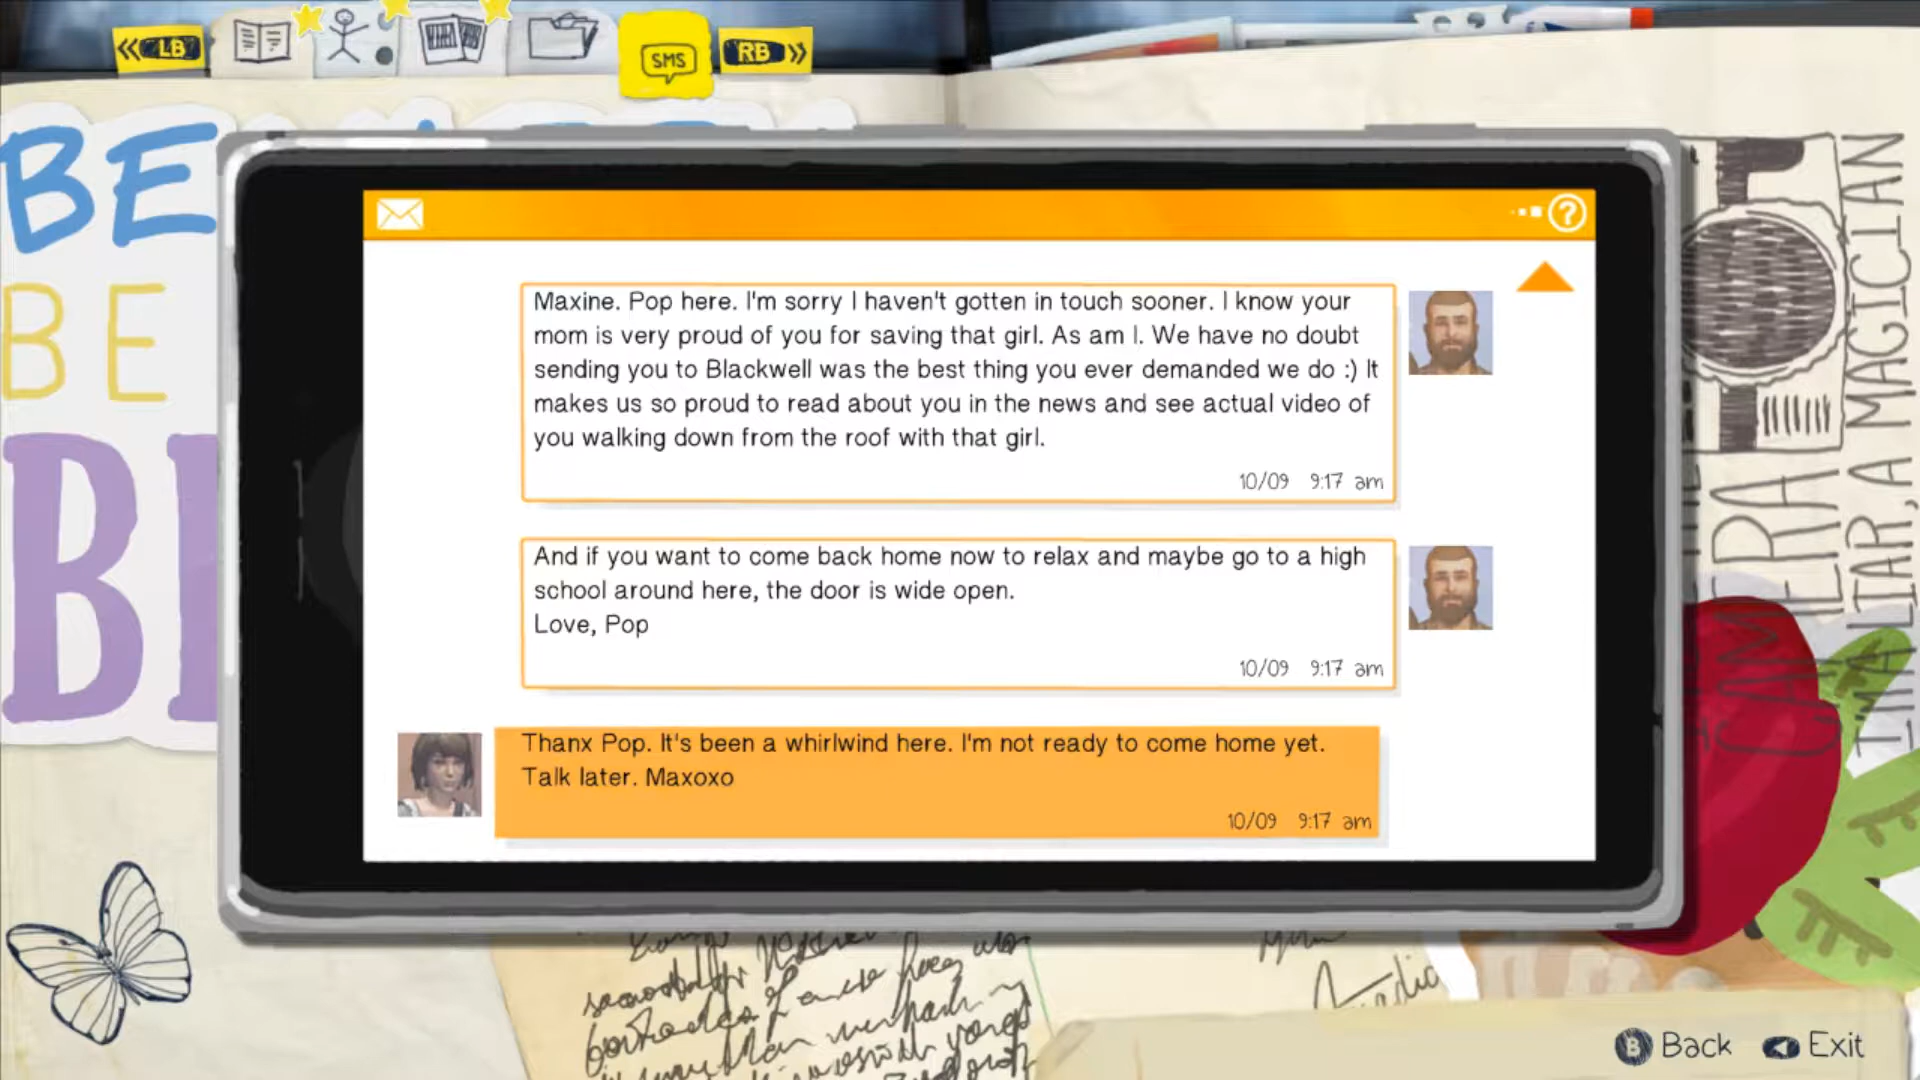 LB
SMS
RB
BE
BE
Maxine. Pop here. I'm sorry I haven't gotten in touch sooner. I know your
mom is very proud of you for saving that girl. As am I. We have no doubt
sending you to Blackwell was the best thing you ever demanded we do :) It
makes us so proud to read about you in the news and see actual video of
you walking down from the roof with that girl.
10/09 9:17 am
And if you want to come back home now to relax and maybe go to a high
school around here, the door is wide open.
Love, Pop
10/09 9:17 am
Thanx Pop. It's been a whirlwind here. I'm not ready to come home yet.
Talk later. Maxoxo
10/09 9:17 am
CAMERA
I'M A LIAR, A MAGICIAN
B Back
Exit